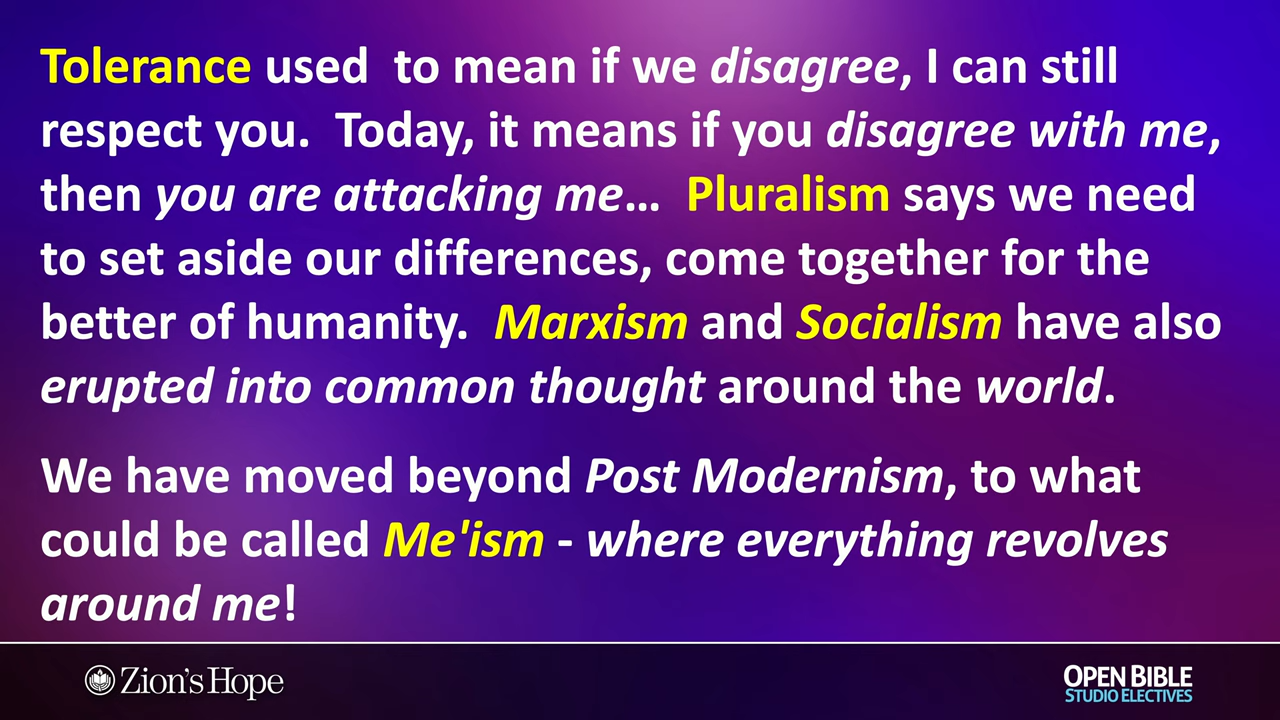 Tolerance used  to mean if we disagree, I can still
respect you.  Today, it means if you disagree with me,
then you are attacking me…  Pluralism says we need
to set aside our differences, come together for the
better of humanity.  Marxism and Socialism have also
erupted into common thought around the world.
We have moved beyond Post Modernism, to what
could be called Me'ism - where everything revolves
around me!
Zion's Hope
OPEN BIBLE
STUDIO ELECTIVES